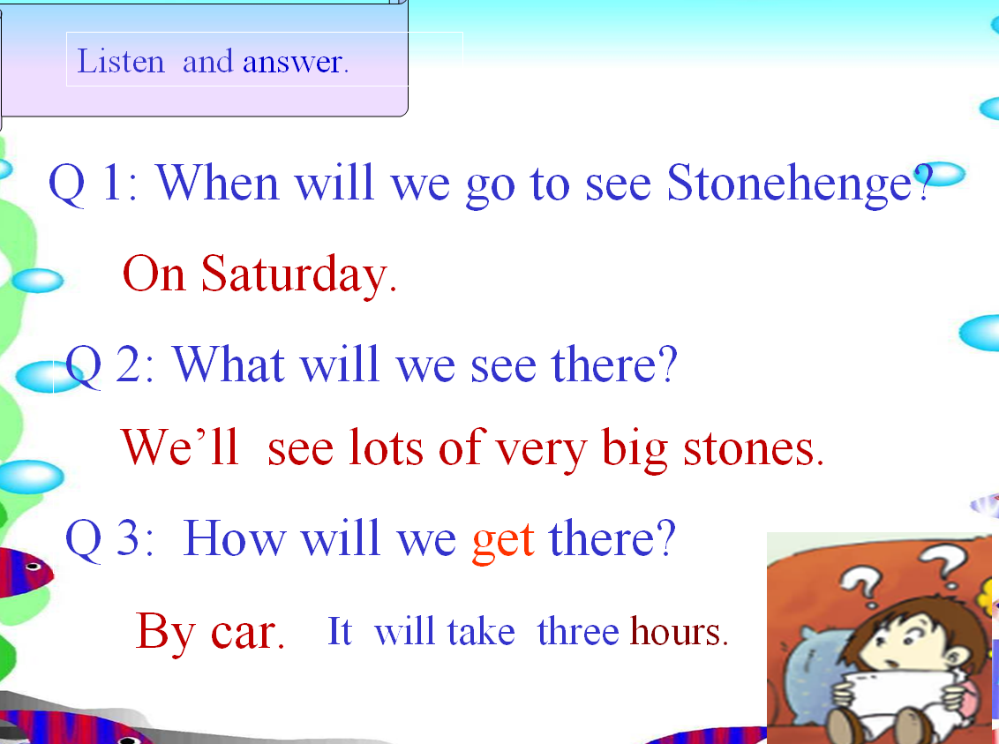 Listen and answer.
Q 1: When will we go to see Stonehenge?
On Saturday.
Q 2: What will we see there?
We’ll see lots of very big stones.
Q 3: How will we get there?
By car. It will take three hours.